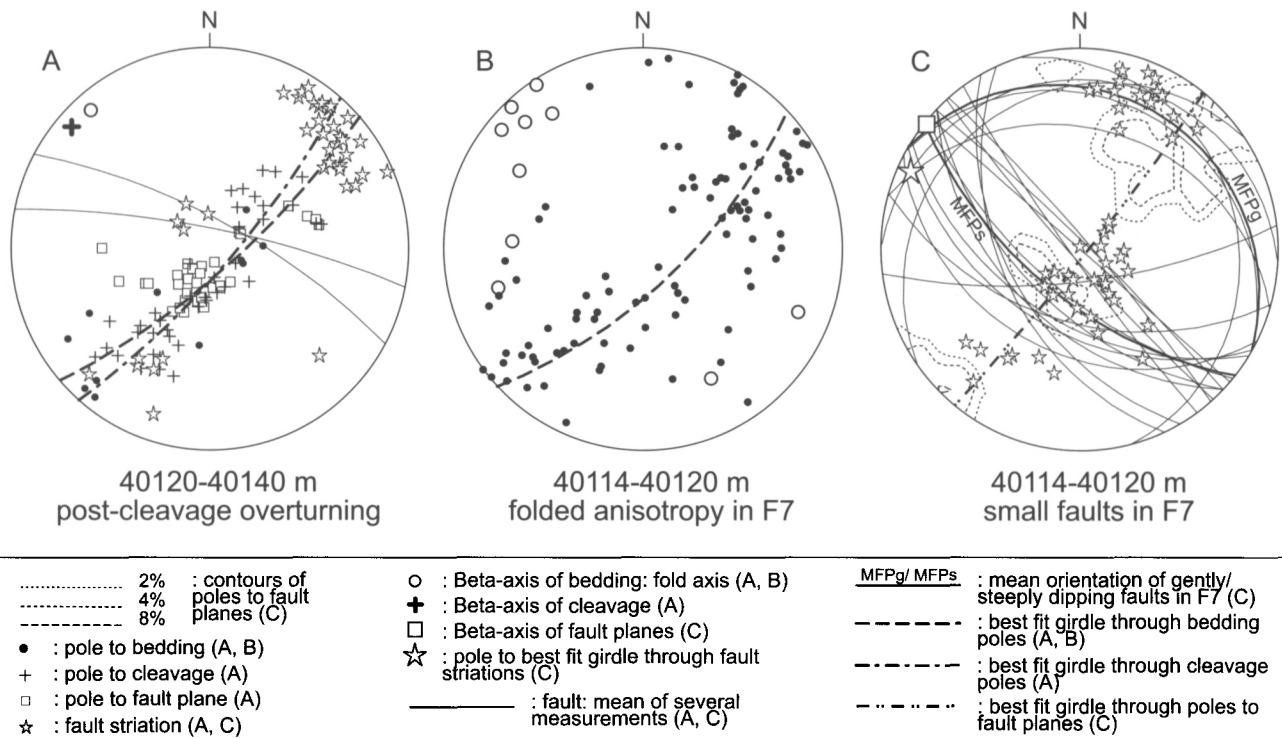 N
A
N
B
N
C
MFPs
MFPg
40120-40140 m
post-cleavage overturning
40114-40120 m
folded anisotropy in F7
40114-40120 m
small faults in F7
2% : contours of
4% poles to fault
8% planes (C)
: pole to bedding (A, B)
: pole to cleavage (A)
: pole to fault plane (A)
: fault striation (A, C)
: Beta-axis of bedding: fold axis (A, B)
: Beta-axis of cleavage (A)
: Beta-axis of fault planes (C)
: pole to best fit girdle through fault
striations (C)
: fault: mean of several
measurements (A, C)
MFPg/ MFPs : mean orientation of gently/
steeply dipping faults in F7 (C)
: best fit girdle through bedding
poles (A, B)
: best fit girdle through cleavage
poles (A)
: best fit girdle through poles to
fault planes (C)